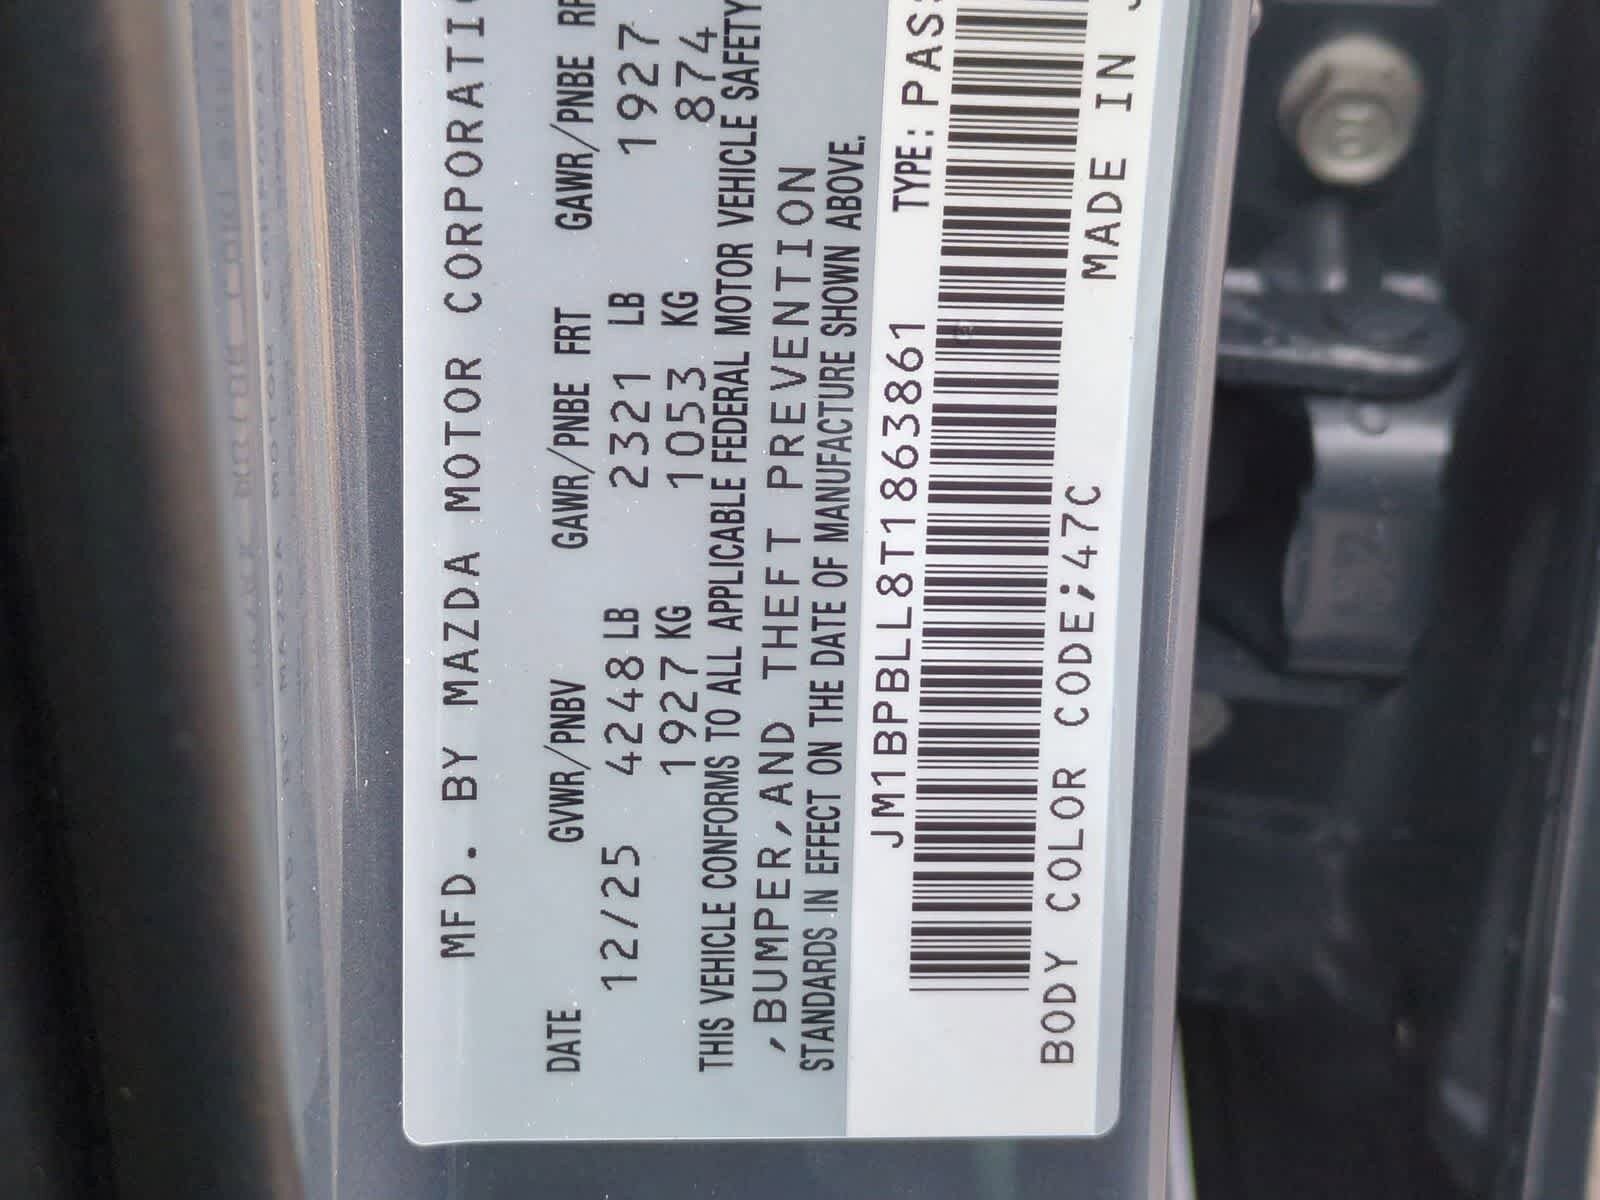 MFD. BY MAZDA MOTOR CORPORATI
DATE GVWR/PNBV GAWR/PNBE FRT GAWR/PNBE RR
12/25 4248 LB 2321 LB 1927
1927 KG 1053 KG 874
THIS VEHICLE CONFORMS TO ALL APPLICABLE FEDERAL MOTOR VEHICLE SAFETY
,BUMPER,AND THEFT PREVENTION
STANDARDS IN EFFECT ON THE DATE OF MANUFACTURE SHOWN ABOVE.
JM1BPBLL8T1863861 TYPE: PAS
BODY COLOR CODE;47C MADE IN J